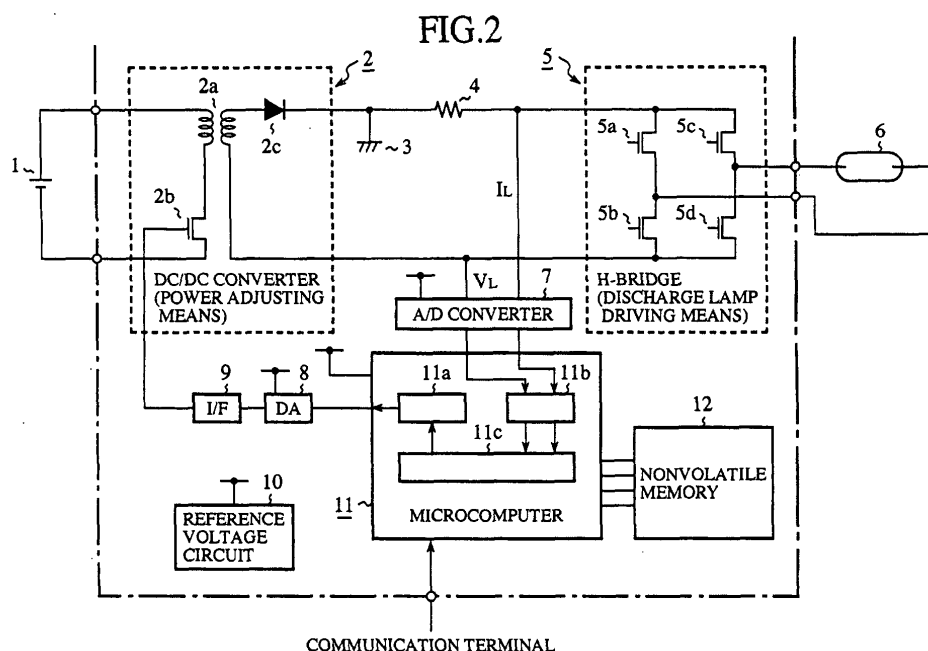 FIG.2
2
5
2a
2c
4
3
5a
5c
6
1
2b
5b
5d
IL
VL
DC/DC CONVERTER
(POWER ADJUSTING
MEANS)
H-BRIDGE
(DISCHARGE LAMP
DRIVING MEANS)
7
A/D CONVERTER
9
I/F
8
DA
11a
11b
11c
11
MICROCOMPUTER
12
NONVOLATILE
MEMORY
10
REFERENCE
VOLTAGE
CIRCUIT
COMMUNICATION TERMINAL